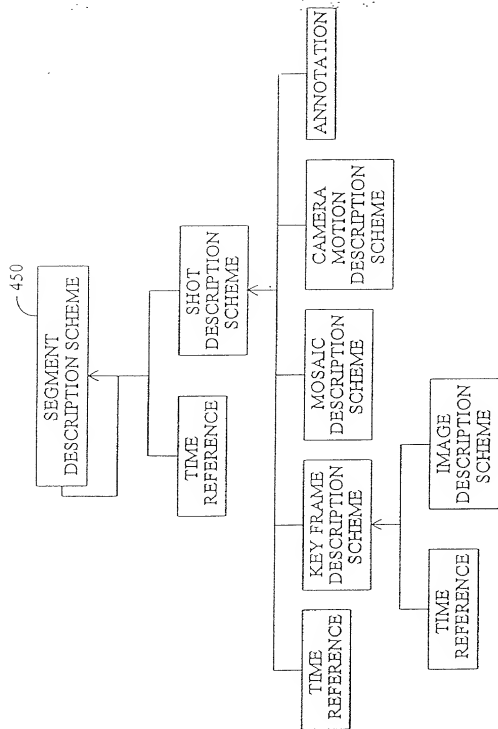 450
SEGMENT
DESCRIPTION SCHEME
TIME
REFERENCE
SHOT
DESCRIPTION
SCHEME
TIME
REFERENCE
KEY FRAME
DESCRIPTION
SCHEME
MOSAIC
DESCRIPTION
SCHEME
CAMERA
MOTION
DESCRIPTION
SCHEME
ANNOTATION
TIME
REFERENCE
IMAGE
DESCRIPTION
SCHEME